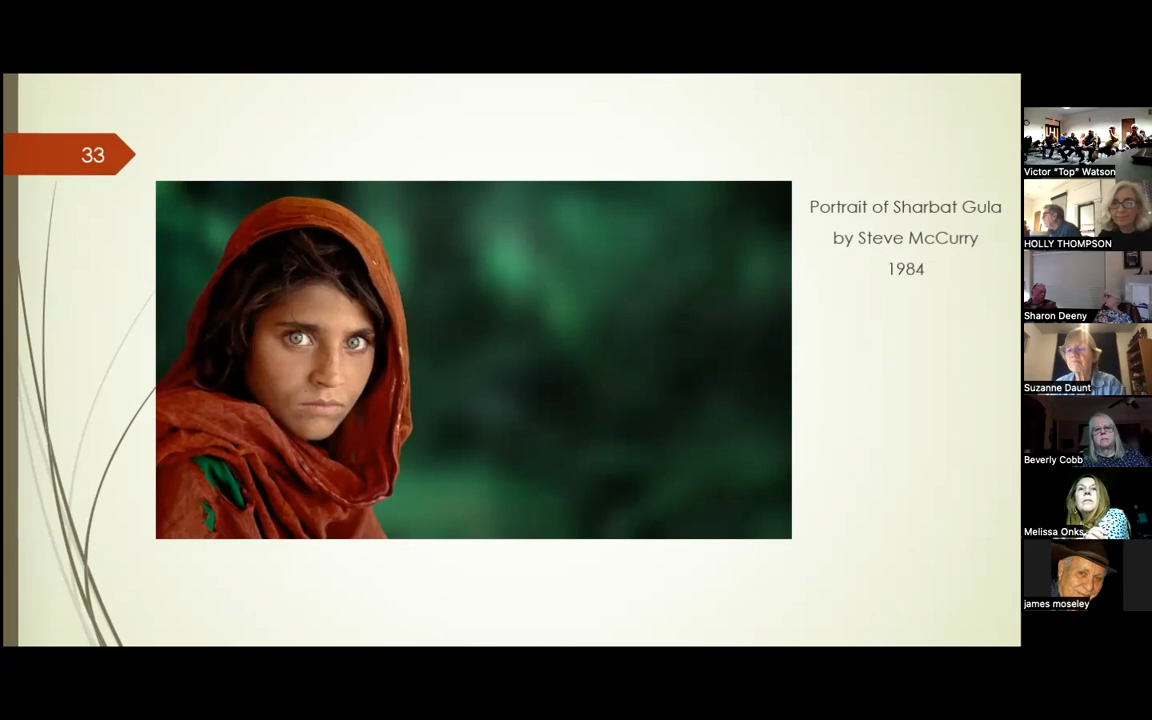 33
Portrait of Sharbat Gula
by Steve McCurry
1984
Victor "Top" Watson
HOLLY THOMPSON
Sharon Deeny
Suzanne Daunt
Beverly Cobb
Melissa Onks
james moseley